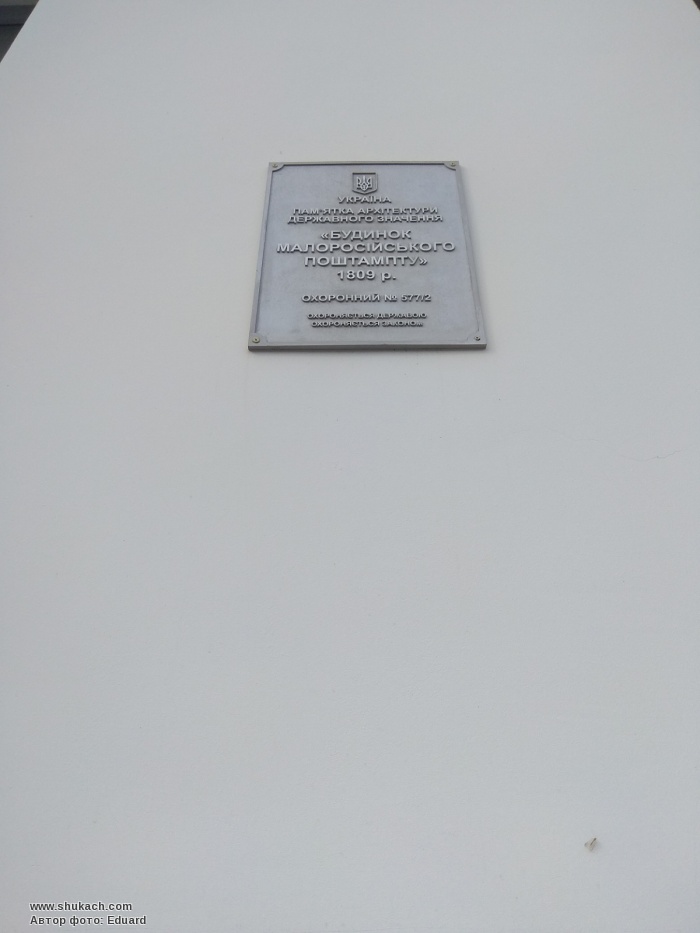 УКРАЇНА
ПАМ'ЯТКА АРХІТЕКТУРИ
ДЕРЖАВНОГО ЗНАЧЕННЯ
«БУДИНОК
МАЛОРОСІЙСЬКОГО
ПОШТАМПТУ»
1809 р.
ОХОРОННИЙ № 577/2
ОХОРОНЯЄТЬСЯ ДЕРЖАВОЮ
ОХОРОНЯЄТЬСЯ ЗАКОНОМ
www.shukach.com
Автор фото: Eduard